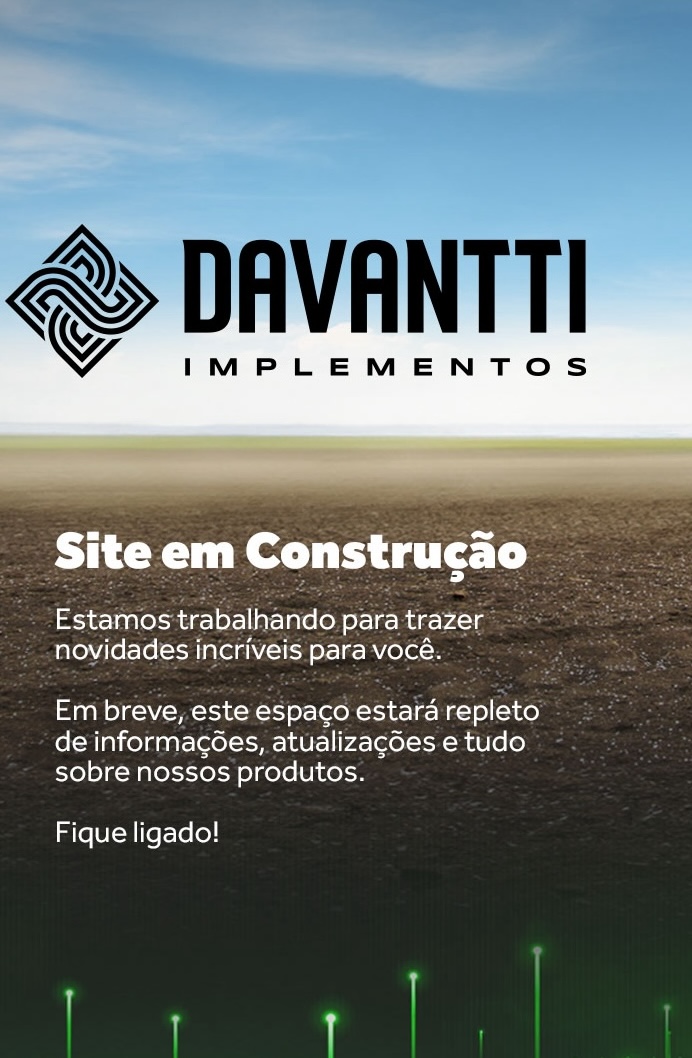 DAVANTTI
IMPLEMENTOS
Site em Construção
Estamos trabalhando para trazer
novidades incríveis para você.
Em breve, este espaço estará repleto
de informações, atualizações e tudo
sobre nossos produtos.
Fique ligado!